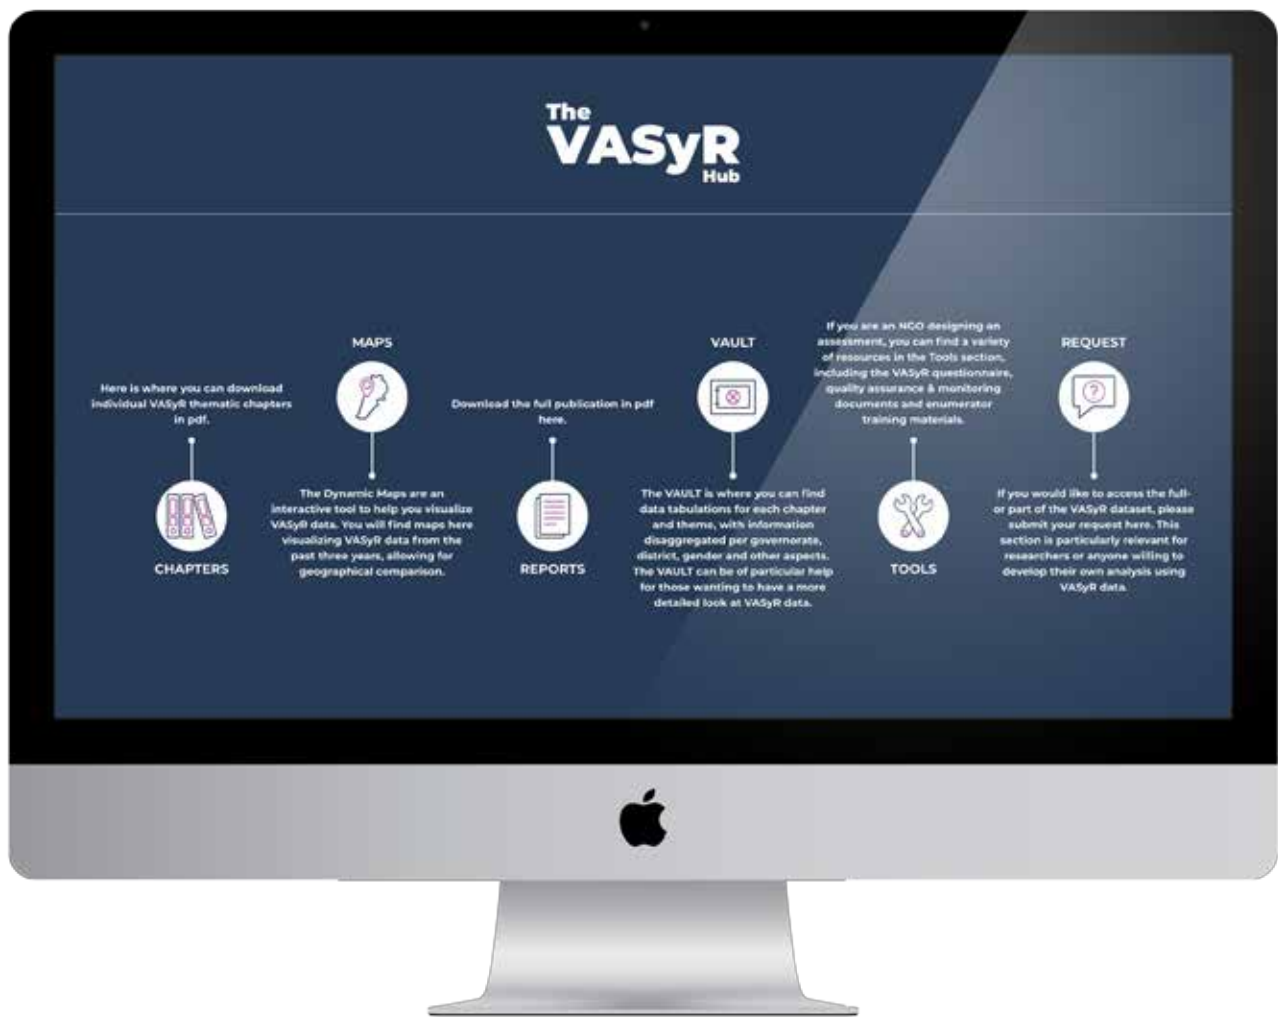 The
VASyR
Hub
Here is where you can download
individual VASyR thematic chapters
in pdf.
CHAPTERS
MAPS
The Dynamic Maps are an
interactive tool to help you visualize
VASyR data. You will find maps here
visualizing VASyR data from the
past three years, allowing for
geographical comparison.
Download the full publication in pdf
here.
REPORTS
VAULT
The VAULT is where you can find
data tabulations for each chapter
and theme, with information
disaggregated per governorate,
district, gender and other aspects.
The VAULT can be of particular help
for those wanting to have a more
detailed look at VASyR data.
If you are an NGO designing an
assessment, you can find a variety
of resources in the Tools section,
including the VASyR questionnaire,
quality assurance & monitoring
documents and enumerator
training materials.
TOOLS
REQUEST
If you would like to access the full-
or part of the VASyR dataset, please
submit your request here. This
section is particularly relevant for
researchers or anyone willing to
develop their own analysis using
VASyR data.